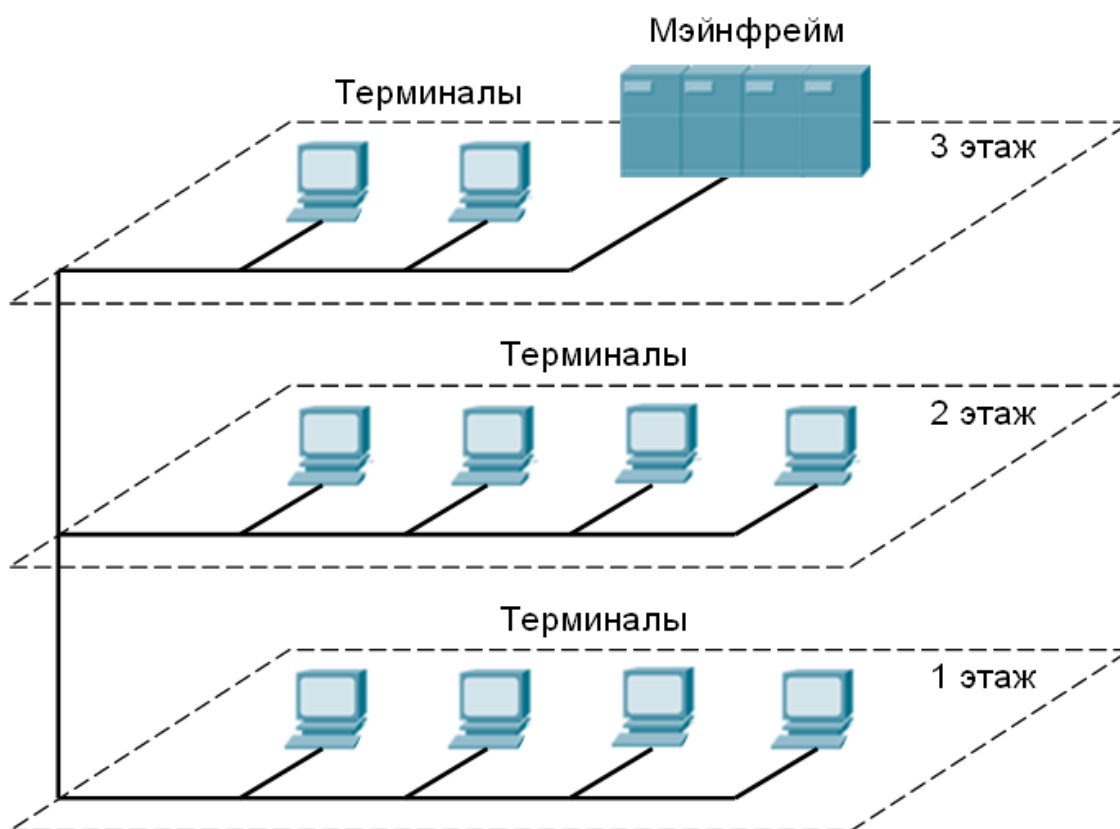 Мэйнфрейм
Терминалы
3 этаж
Терминалы
2 этаж
Терминалы
1 этаж